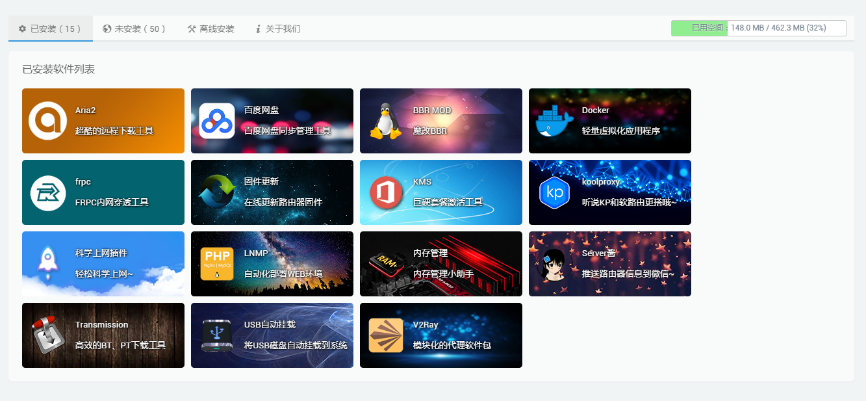 已安装 ( 15 ) 未安装 ( 50 ) 离线安装 关于我们
已用空间：148.0 MB / 462.3 MB (32%)
已安装软件列表
Aria2
超酷的远程下载工具
百度网盘
百度网盘同步管理工具
BBR MOD
魔改BBR
Docker
轻量虚拟化应用程序
frpc
FRPC内网穿透工具
固件更新
在线更新路由器固件
KMS
巨硬套餐激活工具
koolproxy
kp
听说KP和软路由更搭哦~
科学上网插件
轻松科学上网~
PHP
LNMP
自动化部署WEB环境
RAM+
内存管理
内存管理小助手
Server酱
推送路由器信息到微信~
Transmission
高效的BT、PT下载工具
USB自动挂载
将USB磁盘自动挂载到系统
V2Ray
模块化的代理软件包